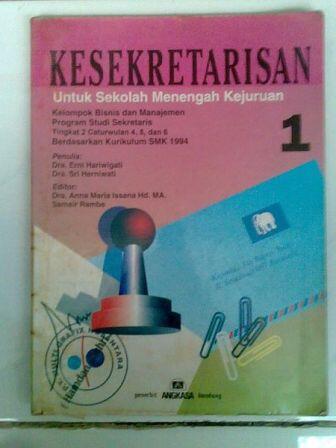 KESEKRETARISAN
Untuk Sekolah Menengah Kejuruan
Kelompok Bisnis dan Manajemen
Program Studi Sekretaris
Tingkat 2 Caturwulan 4, 5, dan 6
Berdasarkan Kurikulum SMK 1994
1
Penulis:
Dra. Erni Hariwigati
Dra. Sri Herniwati
Editor:
Dra. Anna Maria Issana Hd. MA.
Samsir Rambe
penerbit ANGKASA bandung